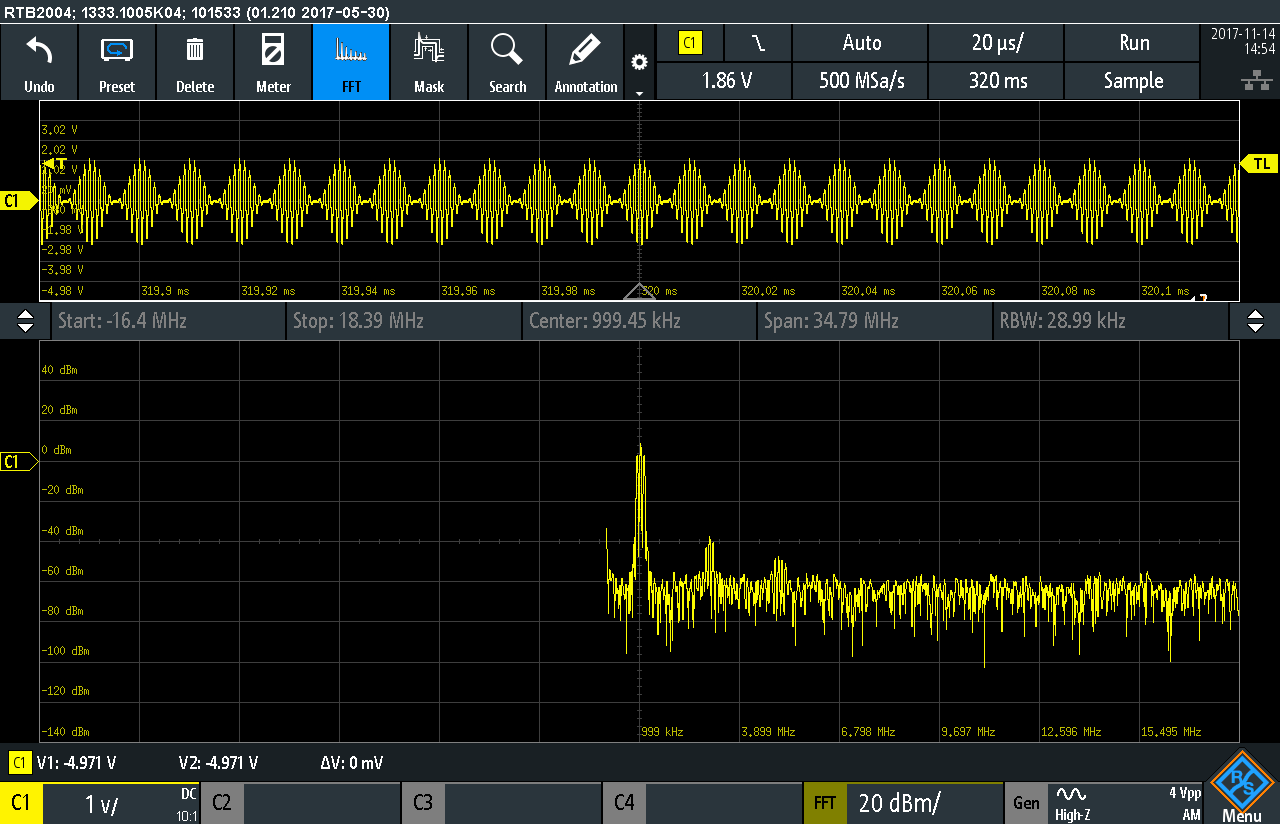 RTB2004; 1333.1005K04; 101533 (01.210 2017-05-30)
Undo Preset Delete Meter FFT Mask Search Annotation
C1 Auto 20 µs/ Run
1.86 V 500 MSa/s 320 ms Sample
2017-11-14
14:54
3.02 V
2.02 V
T
TL
C1
-1.98 V
-2.98 V
-3.98 V
-4.98 V 319.9 ms 319.92 ms 319.94 ms 319.96 ms 319.98 ms 320 ms 320.02 ms 320.04 ms 320.06 ms 320.08 ms 320.1 ms
Start: -16.4 MHz Stop: 18.39 MHz Center: 999.45 kHz Span: 34.79 MHz RBW: 28.99 kHz
40 dBm
20 dBm
0 dBm
C1
-20 dBm
-40 dBm
-60 dBm
-80 dBm
-100 dBm
-120 dBm
-140 dBm 999 kHz 3,899 MHz 6,798 MHz 9,697 MHz 12,596 MHz 15,495 MHz
C1 V1: -4.971 V V2: -4.971 V ΔV: 0 mV
C1 1 V/ DC 10:1 C2 C3 C4 FFT 20 dBm/ Gen High-Z 4 Vpp AM
R&S
Menu